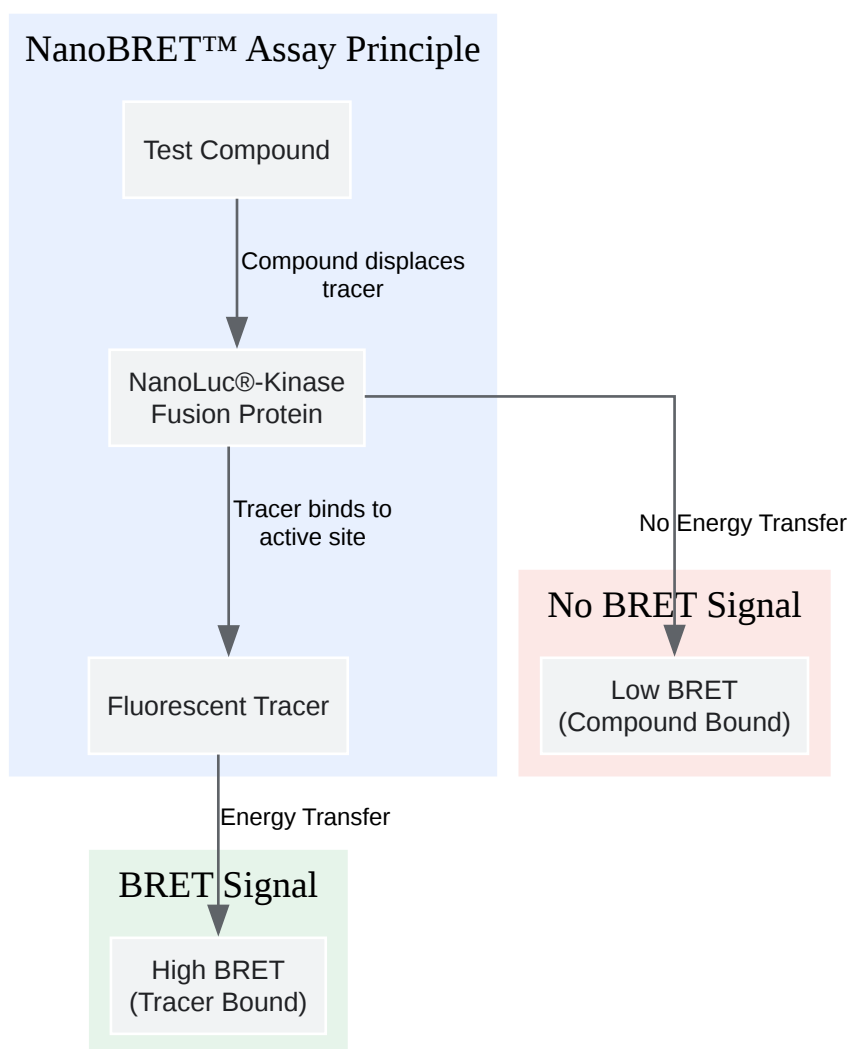 NanoBRET™ Assay Principle
Test Compound
Compound displaces
tracer
NanoLuc®-Kinase
Fusion Protein
Tracer binds to
active site
No Energy Transfer
No BRET Signal
Low BRET
(Compound Bound)
Fluorescent Tracer
Energy Transfer
BRET Signal
High BRET
(Tracer Bound)